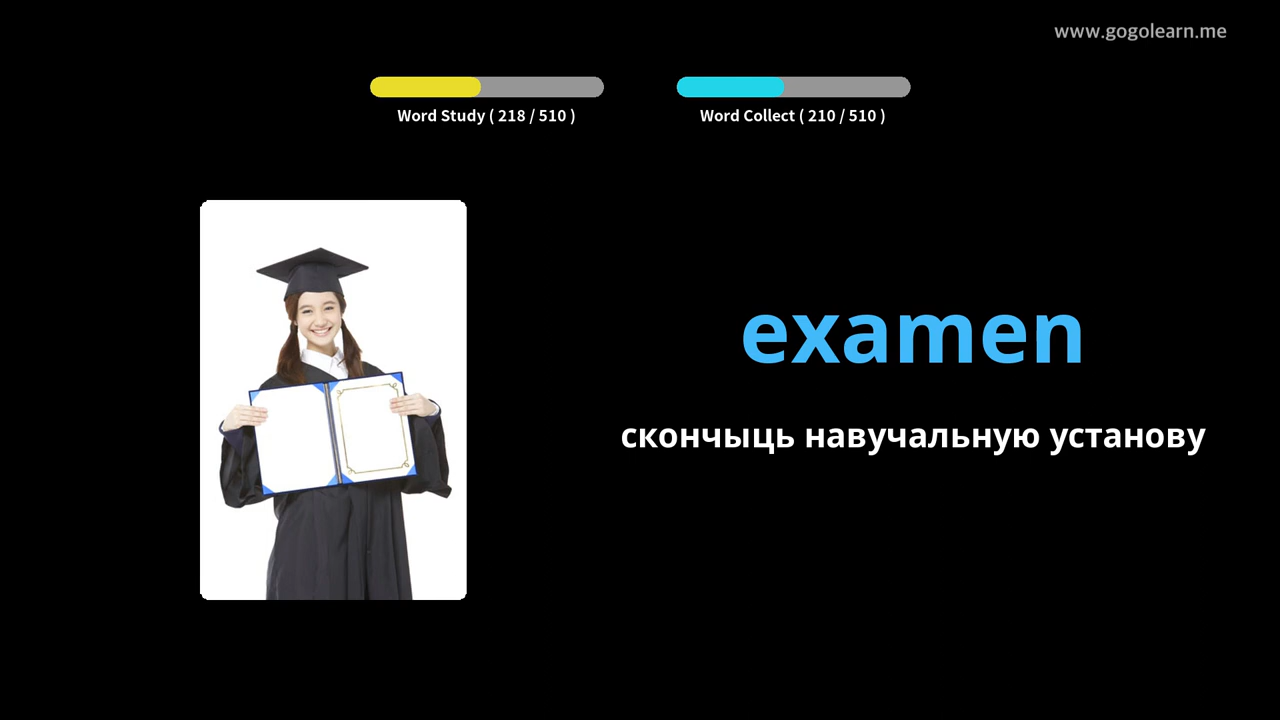 www.gogolearn.me
Word Study ( 218 / 510 )
Word Collect ( 210 / 510 )
examen
скончыць навучальную установу